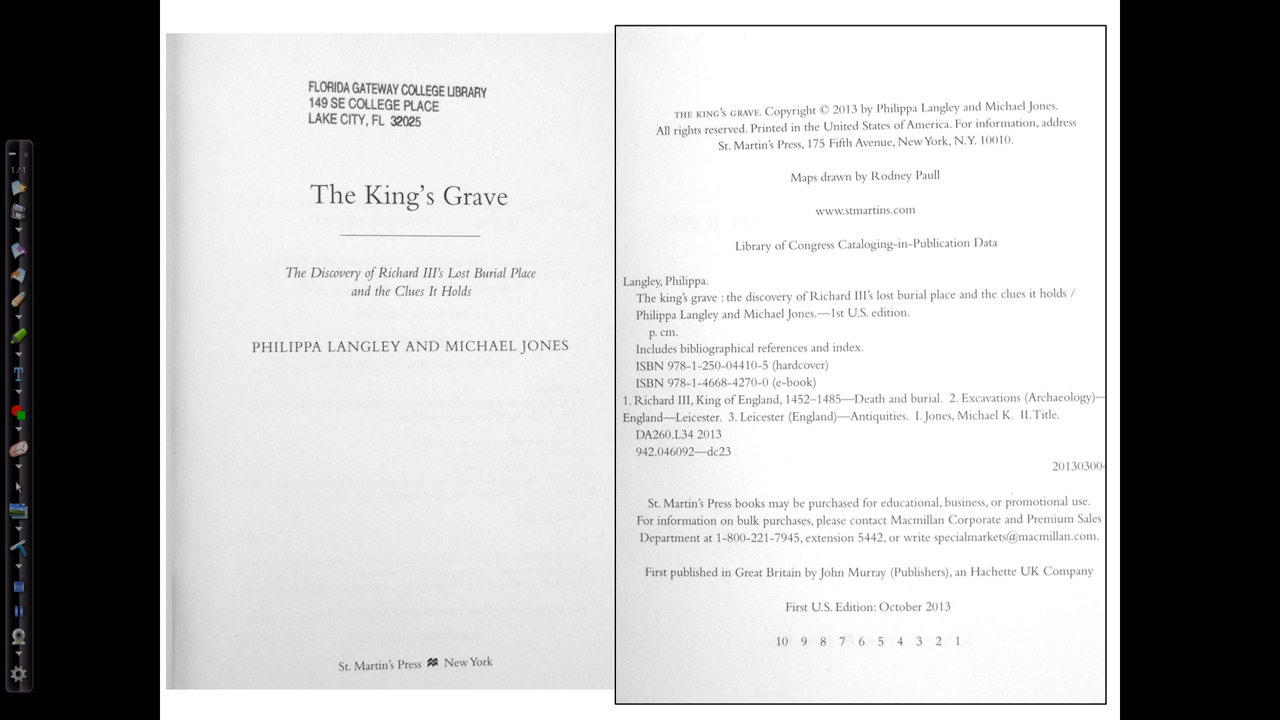 FLORIDA GATEWAY COLLEGE LIBRARY
149 SE COLLEGE PLACE
LAKE CITY, FL 32025
The King's Grave
The Discovery of Richard III's Lost Burial Place
and the Clues It Holds
PHILIPPA LANGLEY AND MICHAEL JONES
St. Martin's Press New York
THE KING'S GRAVE. Copyright © 2013 by Philippa Langley and Michael Jones.
All rights reserved. Printed in the United States of America. For information, address
St. Martin's Press, 175 Fifth Avenue, New York, N.Y. 10010.
Maps drawn by Rodney Paull
www.stmartins.com
Library of Congress Cataloging-in-Publication Data
Langley, Philippa.
The king's grave : the discovery of Richard III's lost burial place and the clues it holds /
Philippa Langley and Michael Jones.—1st U.S. edition.
p. cm.
Includes bibliographical references and index.
ISBN 978-1-250-04410-5 (hardcover)
ISBN 978-1-4668-4270-0 (e-book)
1. Richard III, King of England, 1452–1485—Death and burial. 2. Excavations (Archaeology)—
England—Leicester. 3. Leicester (England)—Antiquities. I. Jones, Michael K. II. Title.
DA260.L34 2013
942.046092—dc23
20130300
St. Martin's Press books may be purchased for educational, business, or promotional use.
For information on bulk purchases, please contact Macmillan Corporate and Premium Sales
Department at 1-800-221-7945, extension 5442, or write specialmarkets@macmillan.com.
First published in Great Britain by John Murray (Publishers), an Hachette UK Company
First U.S. Edition: October 2013
10 9 8 7 6 5 4 3 2 1
1/1
T